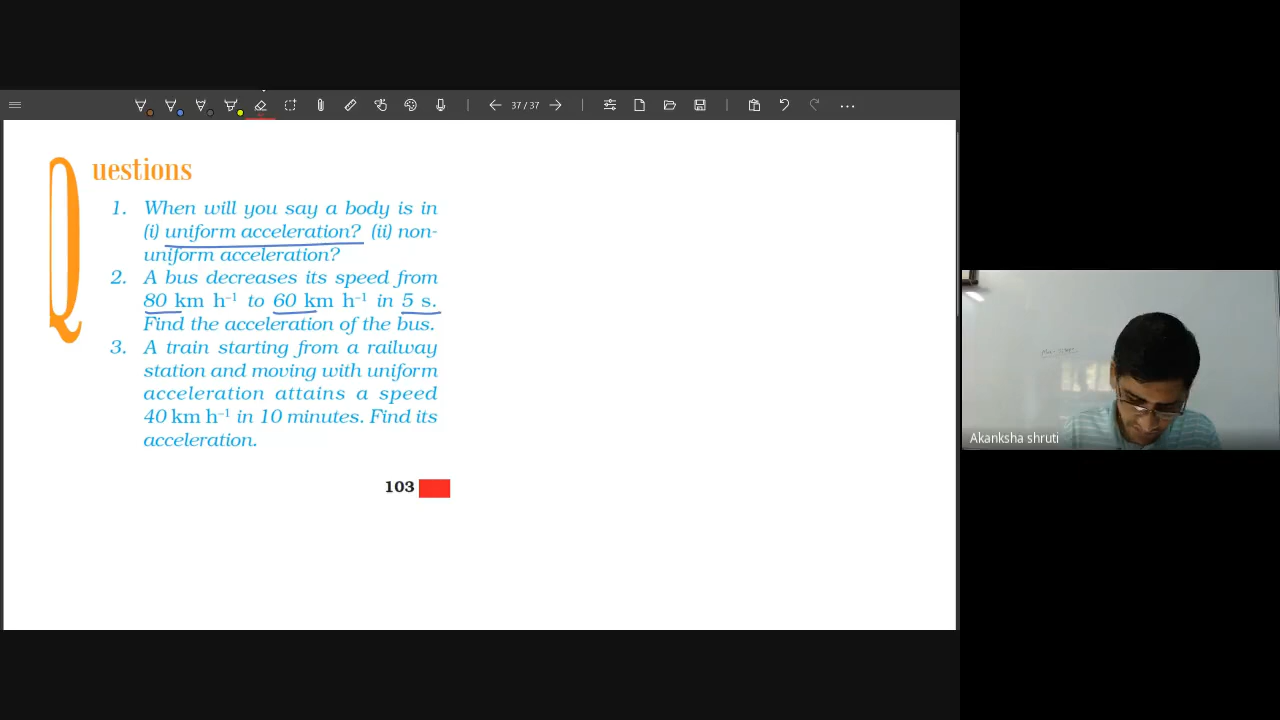 37 / 37
Questions
1. When will you say a body is in
(i) uniform acceleration? (ii) non-
uniform acceleration?
2. A bus decreases its speed from
80 km h⁻¹ to 60 km h⁻¹ in 5 s.
Find the acceleration of the bus.
3. A train starting from a railway
station and moving with uniform
acceleration attains a speed
40 km h⁻¹ in 10 minutes. Find its
acceleration.
103
Akanksha shruti